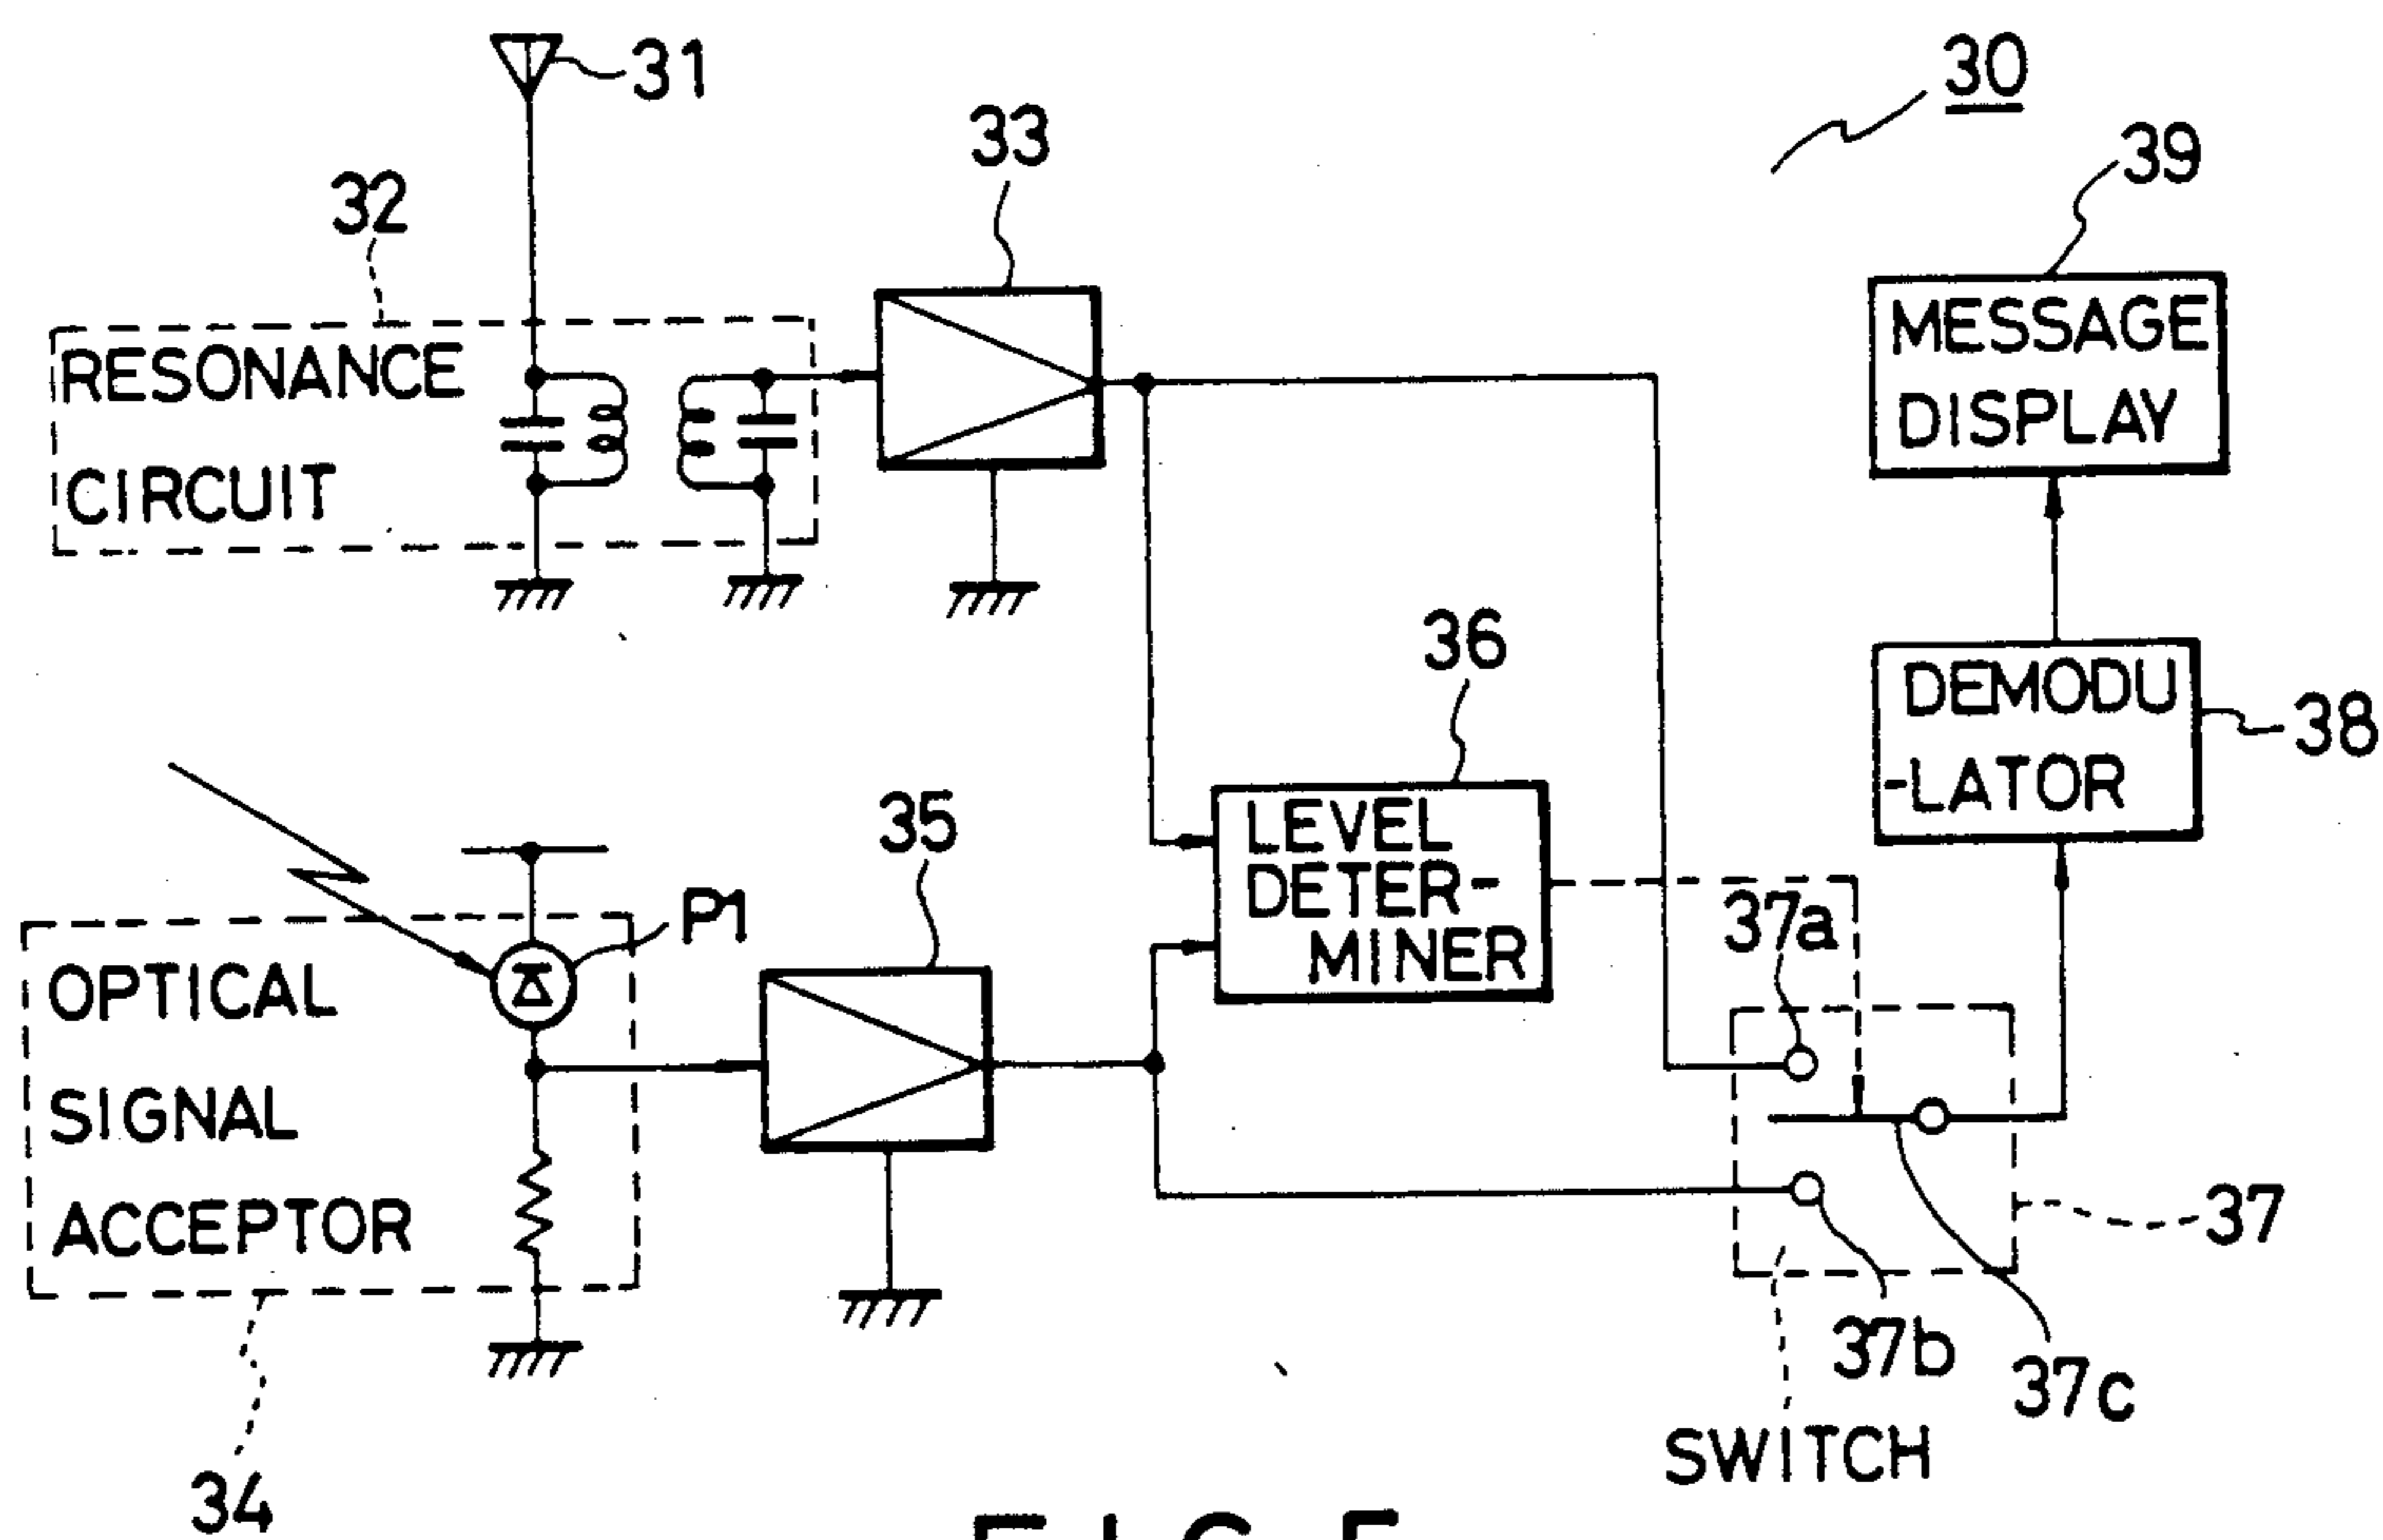 31
30
33
39
32
RESONANCE
CIRCUIT
MESSAGE
DISPLAY
36
38
DEMODU
-LATOR
35
LEVEL
DETER-
MINER
P1
37a
OPTICAL
SIGNAL
ACCEPTOR
37
37b
37c
SWITCH
34